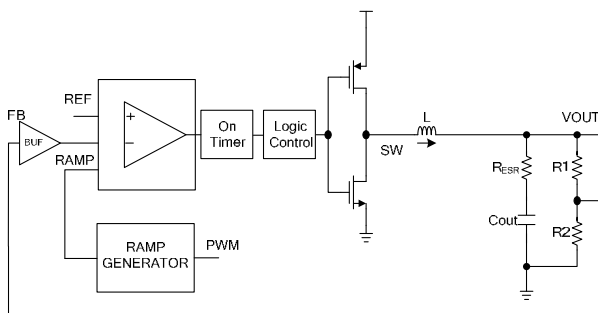 FB
BUF
REF
RAMP
+
−
On
Timer
Logic
Control
RAMP
GENERATOR
PWM
SW
L
VOUT
RESR
Cout
R1
R2